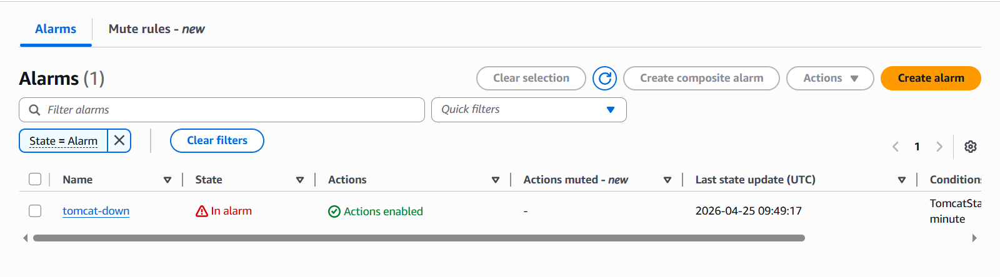 Alarms
Mute rules - new
Alarms (1)
Clear selection
Create composite alarm
Actions
Create alarm
Filter alarms
Quick filters
State = Alarm
Clear filters
1
Name
State
Actions
Actions muted - new
Last state update (UTC)
Condition
tomcat-down
In alarm
Actions enabled
-
2026-04-25 09:49:17
TomcatSta
minute